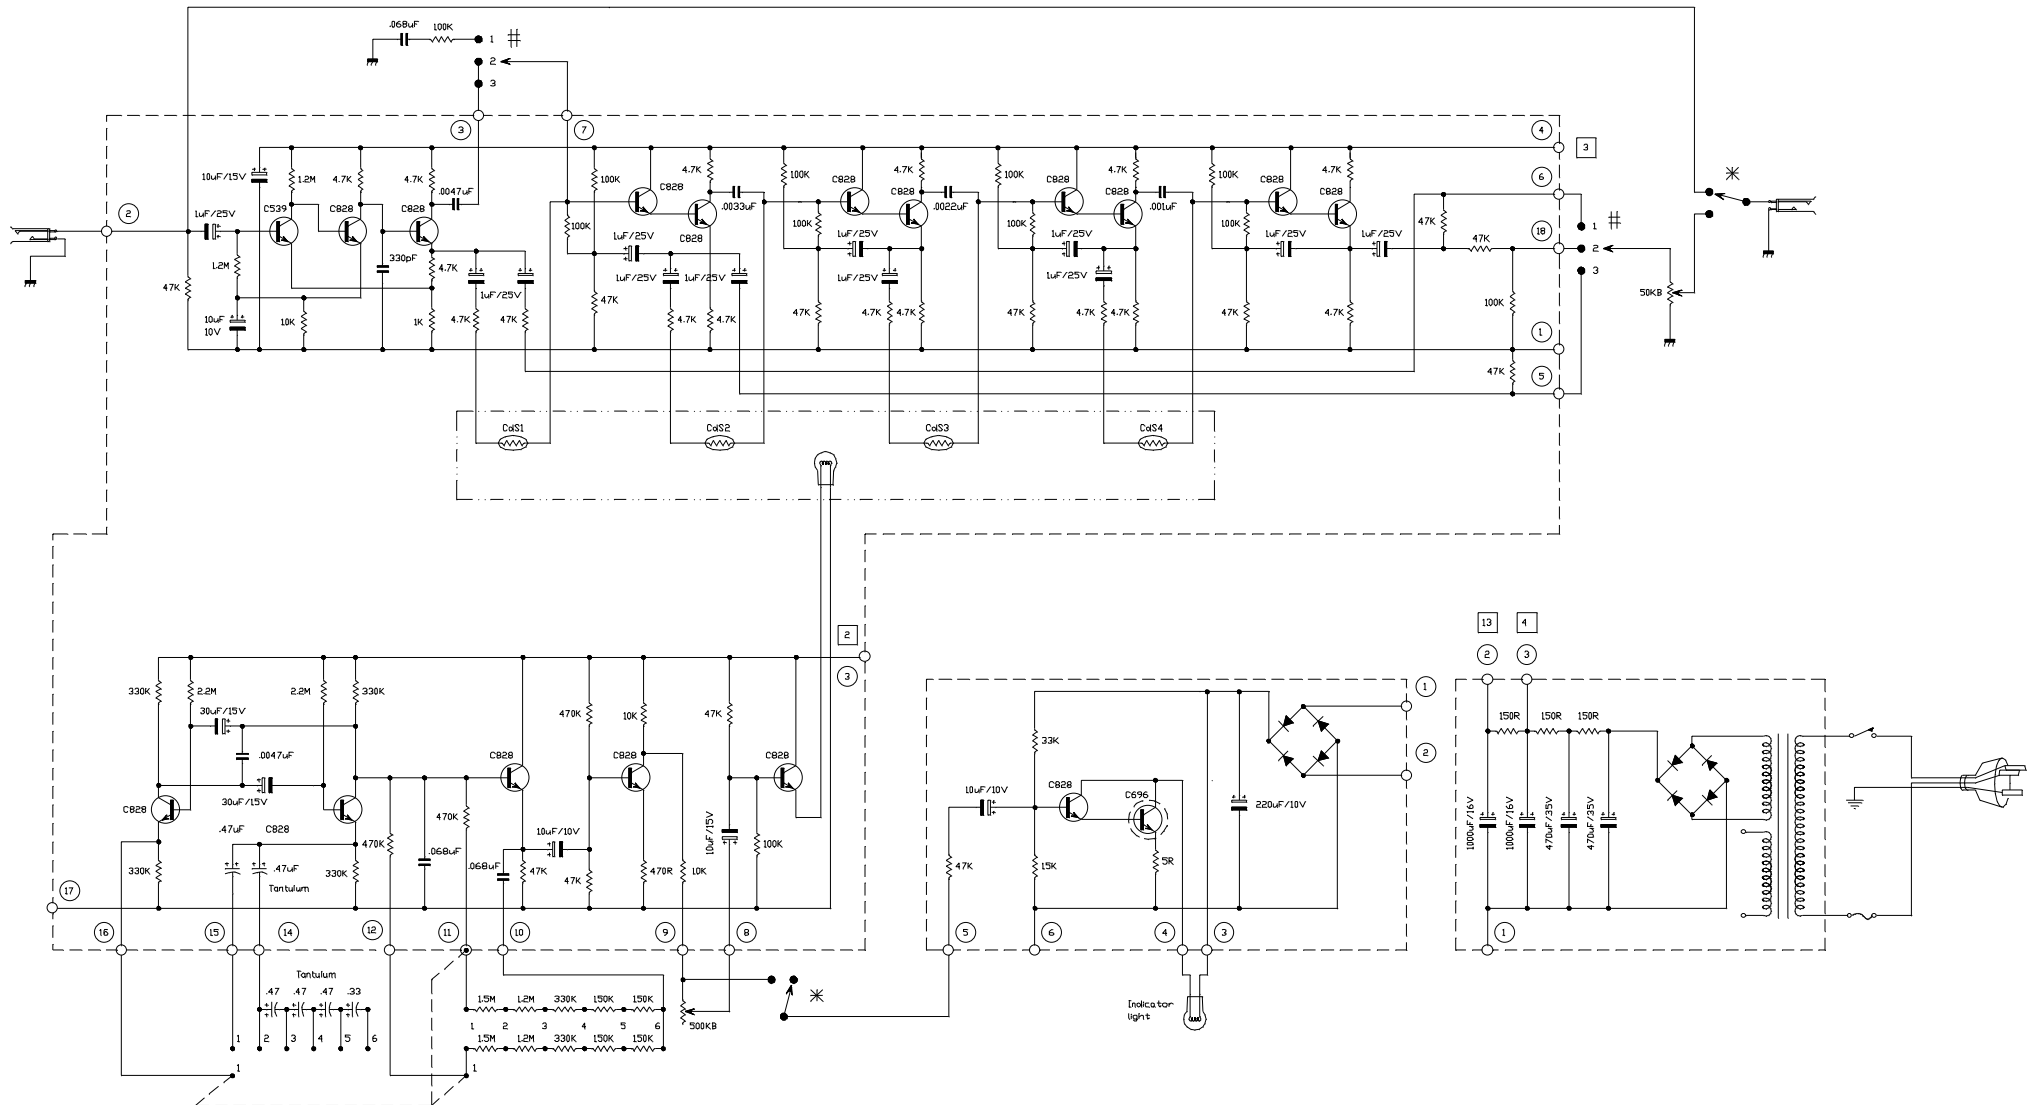 .068uF
100K
1
#
2
3
3
7
4
3
10uF/15V
1.2M
4.7K
4.7K
.0047uF
100K
C828
4.7K
100K
C828
4.7K
100K
C828
4.7K
100K
C828
4.7K
6
*
2
1uF/25V
C539
C828
C828
100K
.0033uF
C828
100K
C828
.0022uF
100K
C828
.001uF
100K
C828
47K
1
#
1.2M
330pF
4.7K
1uF/25V
1uF/25V
1uF/25V
1uF/25V
1uF/25V
47K
18
2
47K
1uF/25V
1uF/25V
1uF/25V
1uF/25V
1uF/25V
3
10uF
10V
10K
1K
4.7K
47K
47K
4.7K
4.7K
47K
4.7K
4.7K
47K
4.7K
4.7K
47K
4.7K
100K
50KB
1
47K
5
CdS1
CdS2
CdS3
CdS4
2
3
13
4
2
3
330K
2.2M
2.2M
330K
30uF/15V
.0047uF
30uF/15V
C828
C828
470K
10K
47K
C828
C828
C828
.47uF
.47uF
Tantulum
330K
330K
470K
470K
.068uF
.068uF
10uF/10V
47K
47K
470R
10K
10uF/15V
100K
17
16
15
14
12
11
10
9
8
33K
10uF/10V
C828
C696
220uF/10V
47K
15K
5R
1
2
5
6
4
3
150R
150R
150R
1000uF/16V
1000uF/16V
470uF/35V
470uF/35V
1
Tantulum
.47
.47
.47
.33
1
2
3
4
5
6
1
1.5M
1.2M
330K
150K
150K
1
2
3
4
5
6
1.5M
1.2M
330K
150K
150K
1
500KB
*
Indicator
light